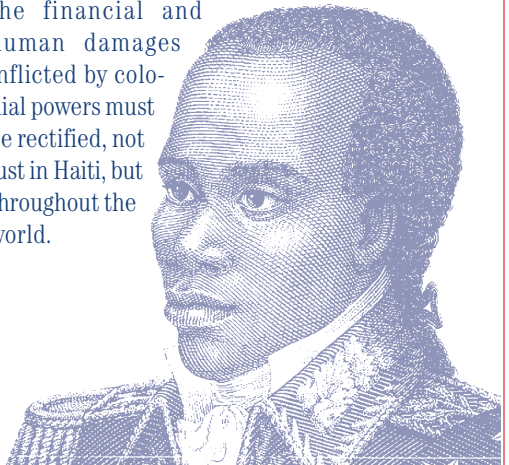 he financial and
uman damages
nflicted by colo-
ial powers must
e rectified, not
ust in Haiti, but
hroughout the
world.